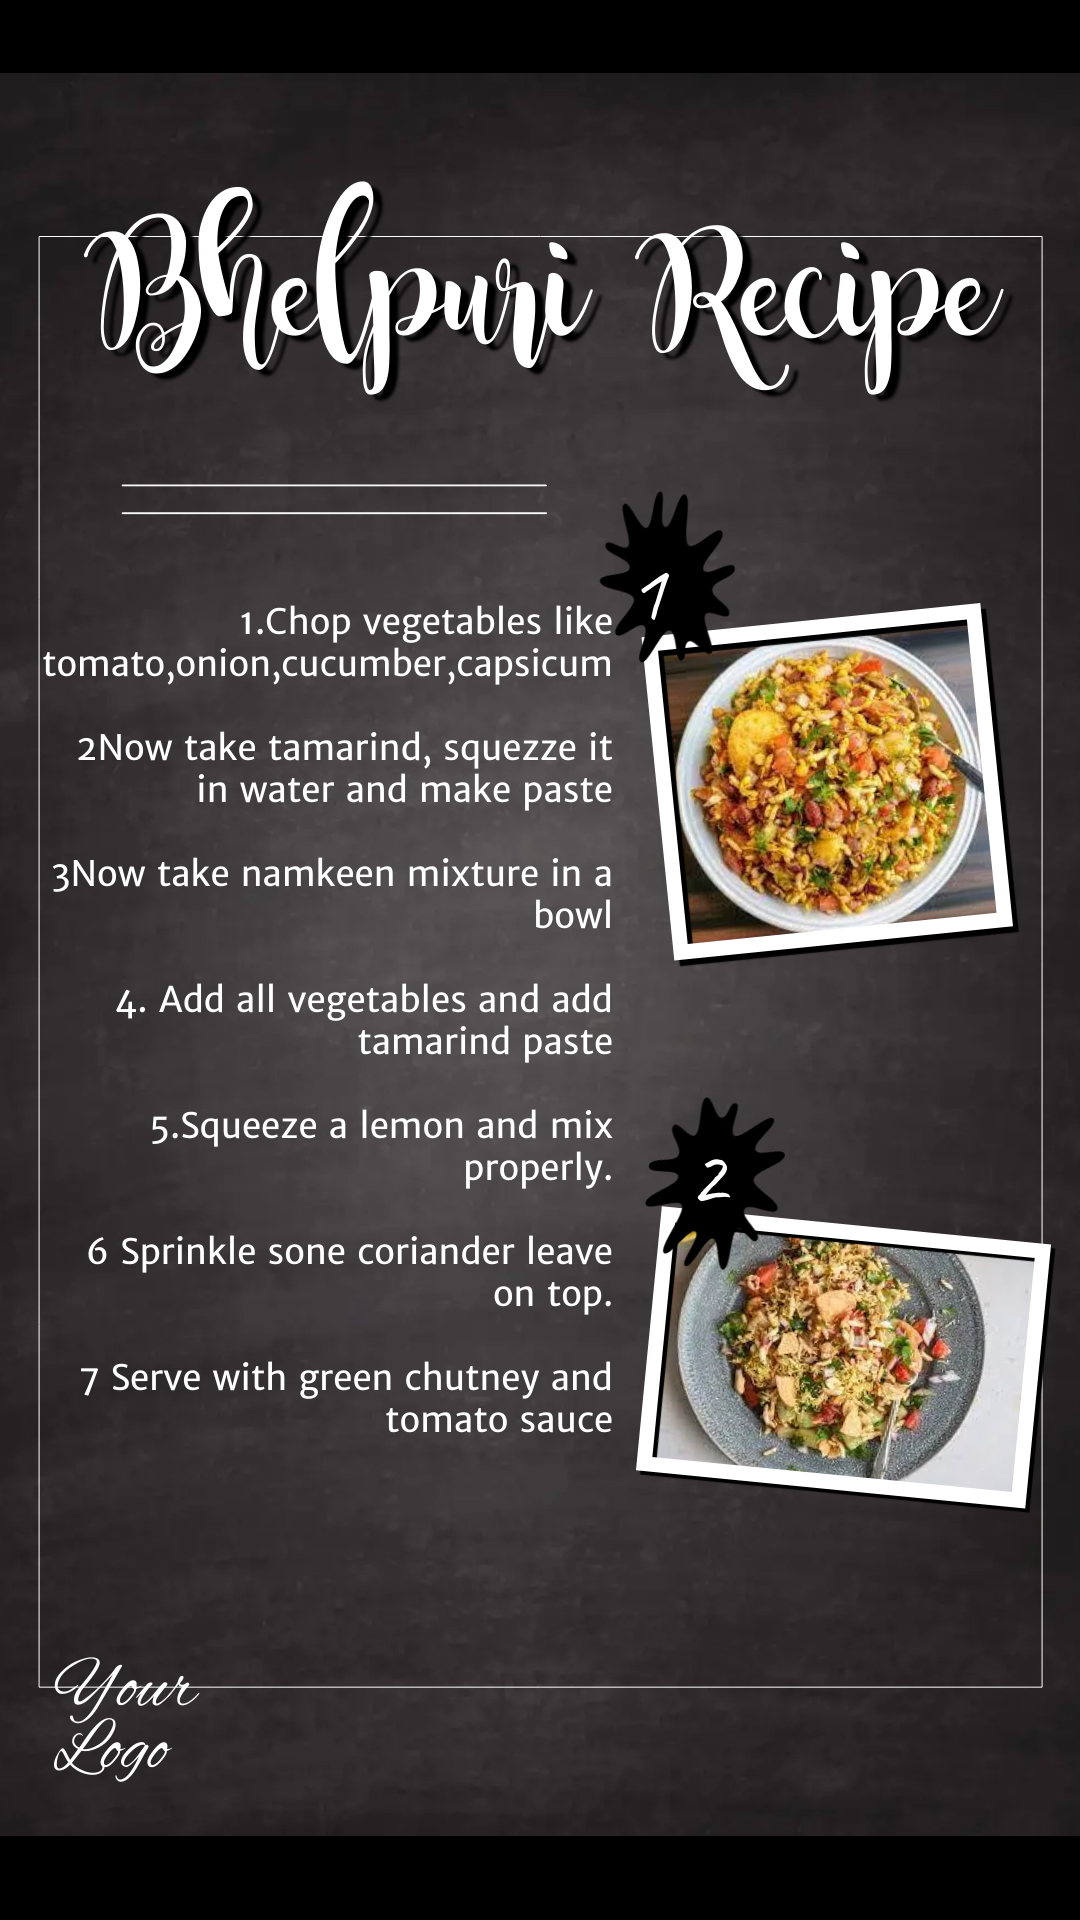 Bhelpuri Recipe
1
1.Chop vegetables like
tomato,onion,cucumber,capsicum
2Now take tamarind, squezze it
in water and make paste
3Now take namkeen mixture in a
bowl
4. Add all vegetables and add
tamarind paste
5.Squeeze a lemon and mix
properly.
2
6 Sprinkle sone coriander leave
on top.
7 Serve with green chutney and
tomato sauce
Your
Logo